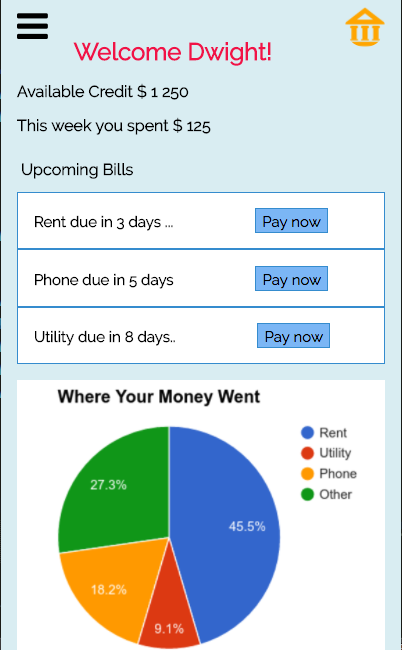 Welcome Dwight!
Available Credit $ 1 250
This week you spent $ 125
Upcoming Bills
Rent due in 3 days ... Pay now
Phone due in 5 days Pay now
Utility due in 8 days.. Pay now
Where Your Money Went
Rent
Utility
Phone
Other
27.3%
45.5%
18.2%
9.1%